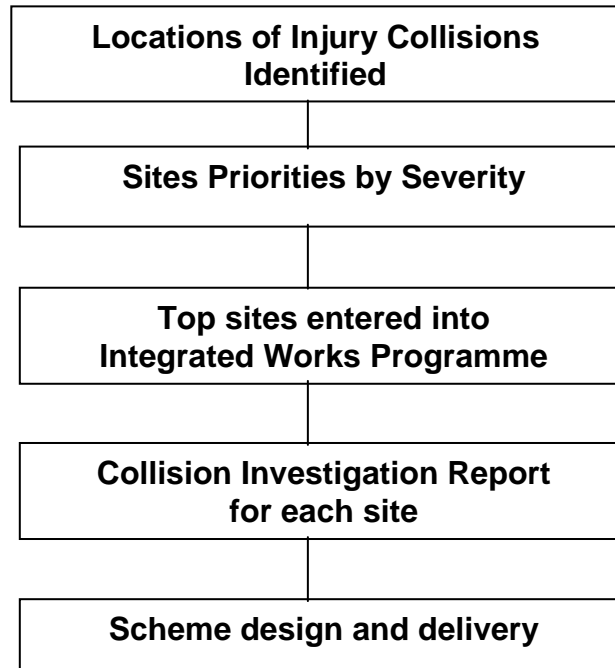 Locations of Injury Collisions
Identified
Sites Priorities by Severity
Top sites entered into
Integrated Works Programme
Collision Investigation Report
for each site
Scheme design and delivery